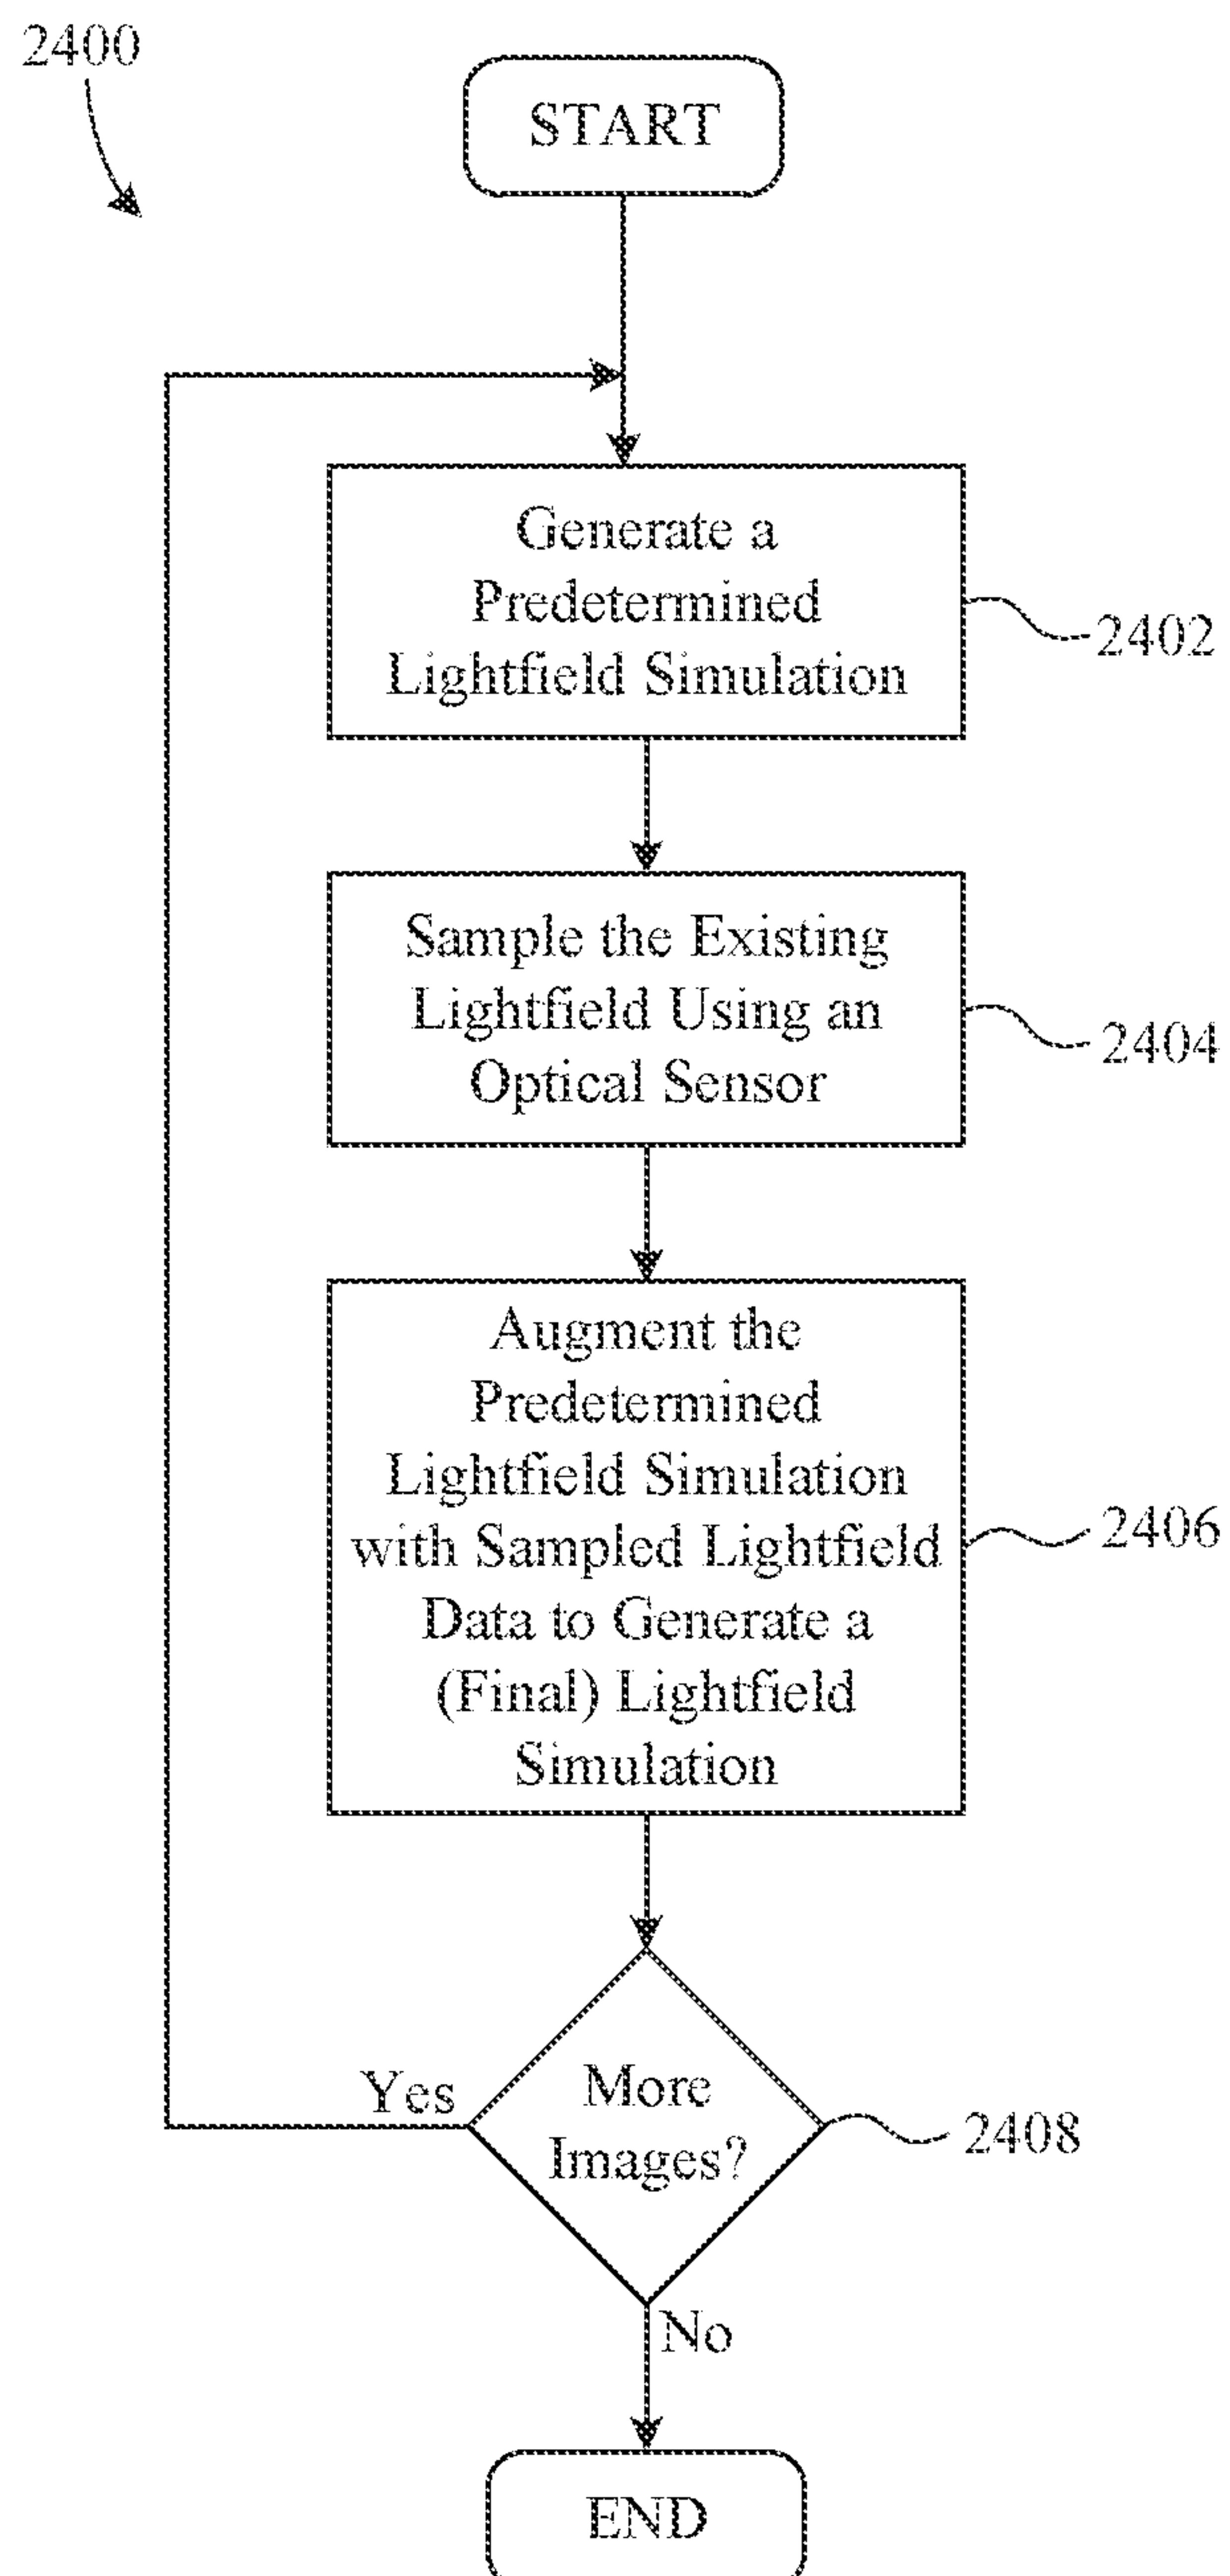 2400
START
Generate a
Predetermined
Lightfield Simulation
2402
Sample the Existing
Lightfield Using an
Optical Sensor
2404
Augment the
Predetermined
Lightfield Simulation
with Sampled Lightfield
Data to Generate a
(Final) Lightfield
Simulation
2406
More
Images?
2408
Yes
No
END